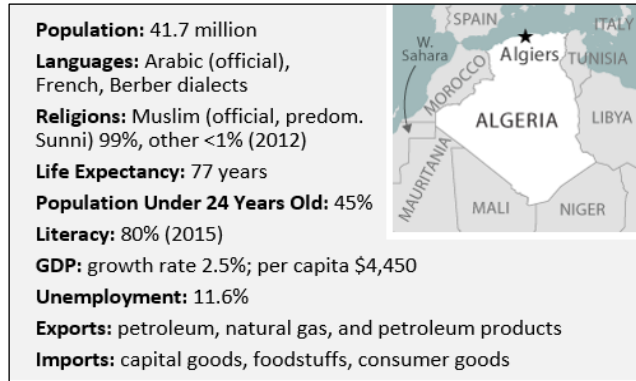 Population: 41.7 million
Languages: Arabic (official),
French, Berber dialects
Religions: Muslim (official, predom.
Sunni) 99%, other <1% (2012)
Life Expectancy: 77 years
Population Under 24 Years Old: 45%
Literacy: 80% (2015)
GDP: growth rate 2.5%; per capita $4,450
Unemployment: 11.6%
Exports: petroleum, natural gas, and petroleum products
Imports: capital goods, foodstuffs, consumer goods
SPAIN
ITALY
W.
Sahara
Algiers
TUNISIA
MOROCCO
ALGERIA
LIBYA
MAURITANIA
MALI
NIGER